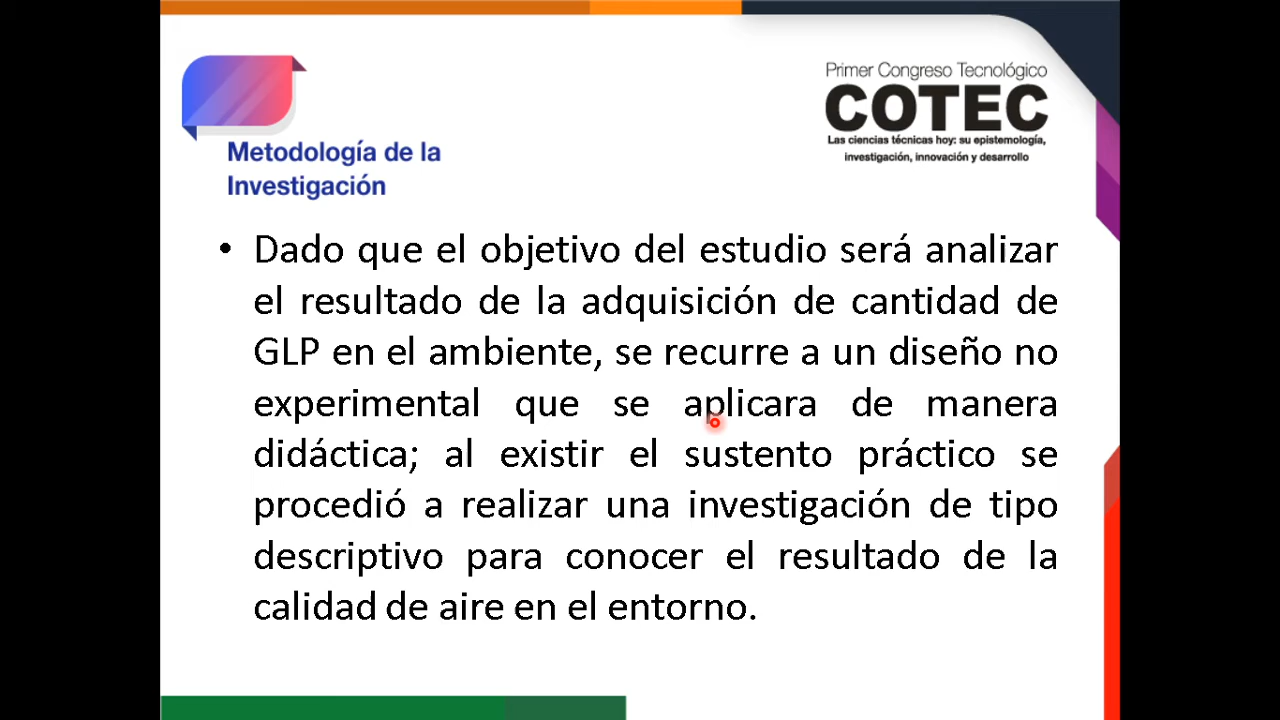 Primer Congreso Tecnológico
COTEC
Las ciencias técnicas hoy: su epistemología,
investigación, innovación y desarrollo
Metodología de la
Investigación
• Dado que el objetivo del estudio será analizar
el resultado de la adquisición de cantidad de
GLP en el ambiente, se recurre a un diseño no
experimental que se aplicara de manera
didáctica; al existir el sustento práctico se
procedió a realizar una investigación de tipo
descriptivo para conocer el resultado de la
calidad de aire en el entorno.